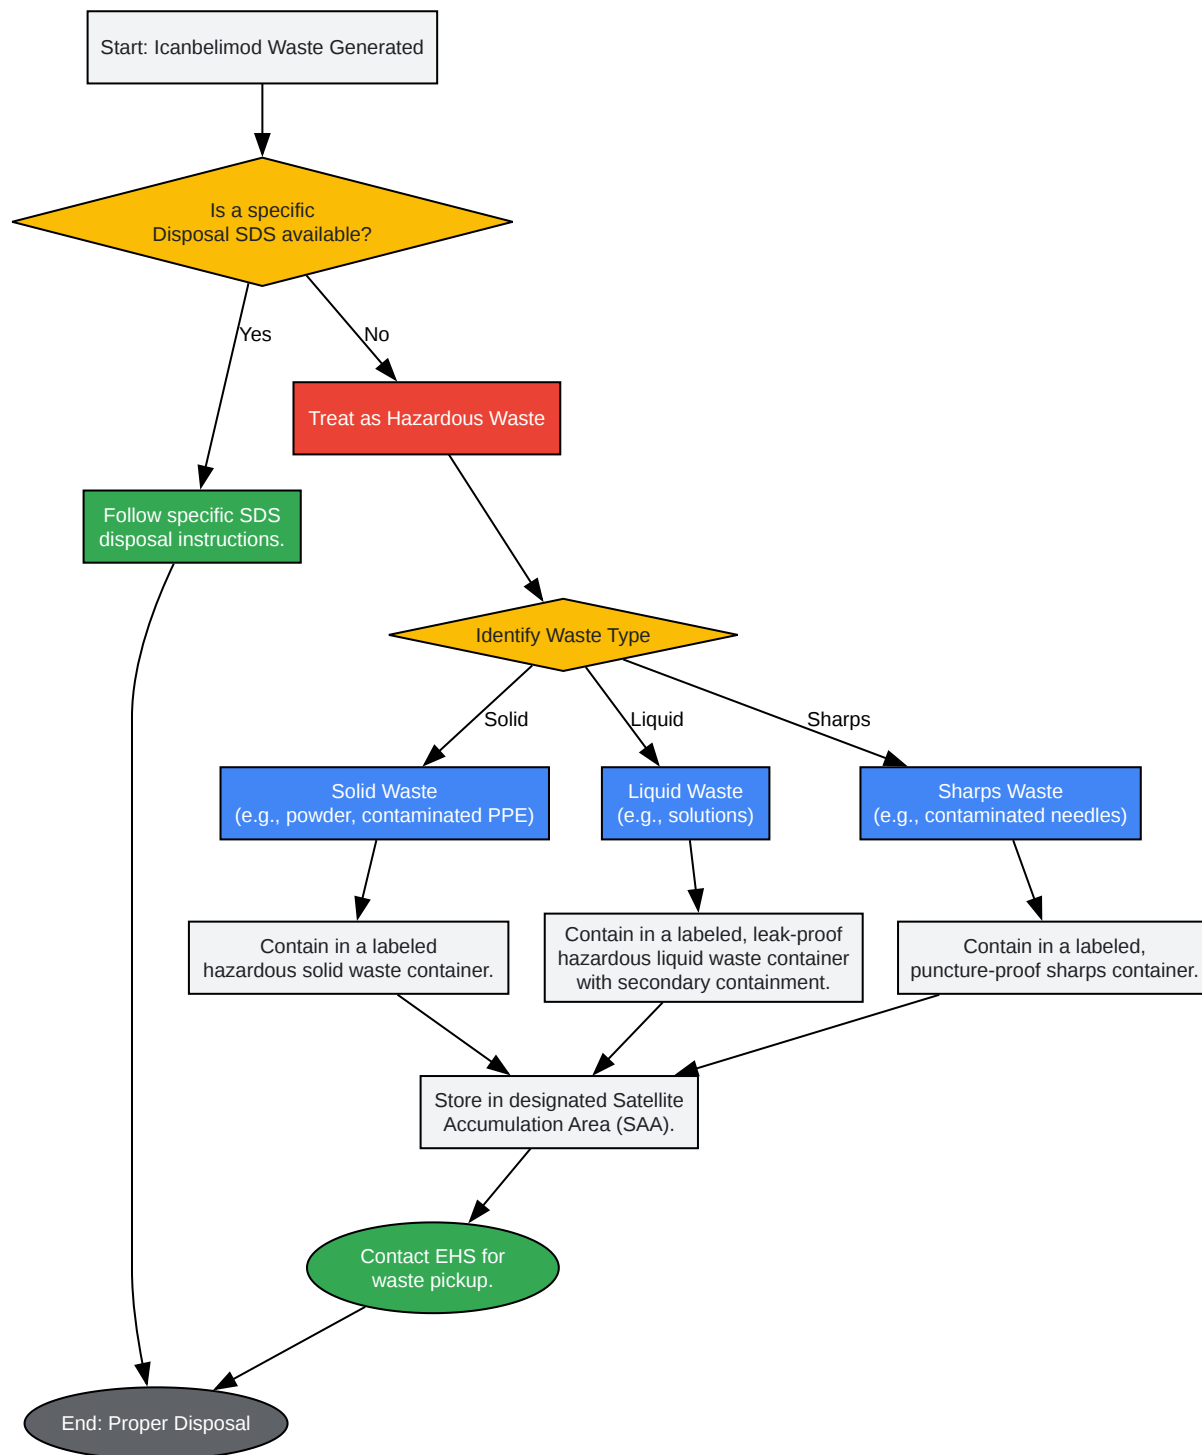 Start: Icanbelimod Waste Generated
Is a specific
Disposal SDS available?
Yes
No
Treat as Hazardous Waste
Follow specific SDS
disposal instructions.
Identify Waste Type
Solid
Liquid
Sharps
Solid Waste
(e.g., powder, contaminated PPE)
Liquid Waste
(e.g., solutions)
Sharps Waste
(e.g., contaminated needles)
Contain in a labeled
hazardous solid waste container.
Contain in a labeled, leak-proof
hazardous liquid waste container
with secondary containment.
Contain in a labeled,
puncture-proof sharps container.
Store in designated Satellite
Accumulation Area (SAA).
Contact EHS for
waste pickup.
End: Proper Disposal